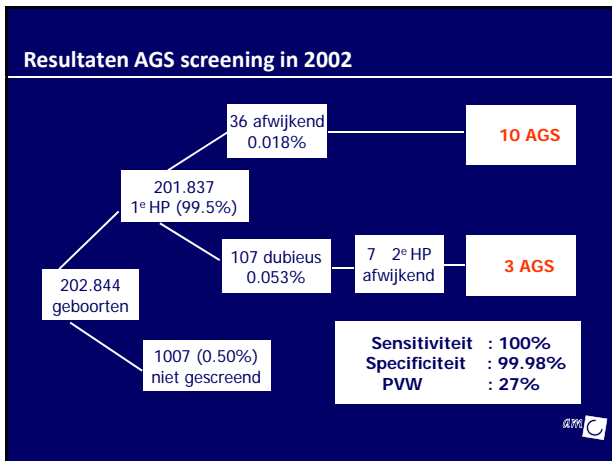 Resultaten AGS screening in 2002
36 afwijkend
0.018%
10 AGS
201.837
1e HP (99.5%)
107 dubieus
0.053%
7 2e HP
afwijkend
3 AGS
202.844
geboorten
1007 (0.50%)
niet gescreend
Sensitiviteit : 100%
Specificiteit : 99.98%
PVW : 27%
amC